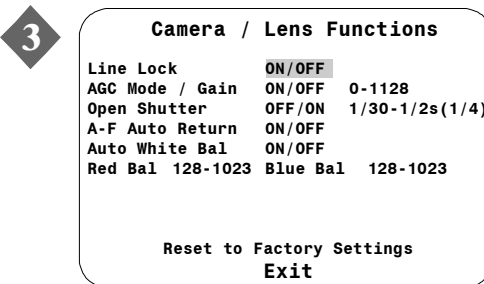 3
Camera / Lens Functions
Line Lock ON/OFF
AGC Mode / Gain ON/OFF 0-1128
Open Shutter OFF/ON 1/30-1/2s(1/4)
A-F Auto Return ON/OFF
Auto White Bal ON/OFF
Red Bal 128-1023 Blue Bal 128-1023
Reset to Factory Settings
Exit